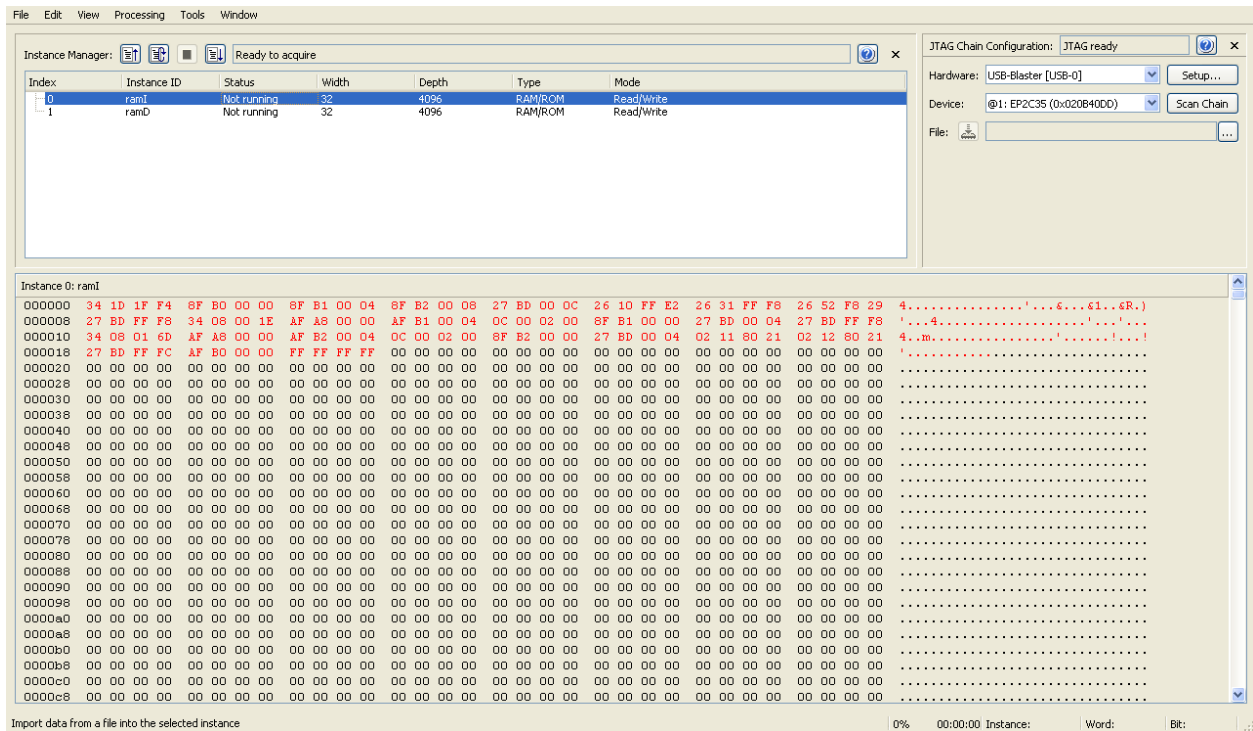 File Edit View Processing Tools Window
Instance Manager: Ready to acquire
Index Instance ID Status Width Depth Type Mode
0 ramI Not running 32 4096 RAM/ROM Read/Write
1 ramD Not running 32 4096 RAM/ROM Read/Write
JTAG Chain Configuration: JTAG ready
Hardware: USB-Blaster [USB-0] Setup...
Device: @1: EP2C35 (0x020B40DD) Scan Chain
File: ...
Instance 0: ramI
000000 34 1D 1F F4 8F B0 00 00 8F B1 00 04 8F B2 00 08 27 BD 00 0C 26 10 FF E2 26 31 FF F8 26 52 F8 29 4..............'...&...&1..&R.)
000008 27 BD FF F8 34 08 00 1E AF A8 00 00 AF B1 00 04 0C 00 02 00 8F B1 00 00 27 BD 00 04 27 BD FF F8 '...4...................'...'...
000010 34 08 01 6D AF A8 00 00 AF B2 00 04 0C 00 02 00 8F B2 00 00 27 BD 00 04 02 11 80 21 02 12 80 21 4..m................'......!...!
000018 27 BD FF FC AF B0 00 00 FF FF FF FF 00 00 00 00 00 00 00 00 00 00 00 00 00 00 00 00 00 00 00 00 '...............................
000020 00 00 00 00 00 00 00 00 00 00 00 00 00 00 00 00 00 00 00 00 00 00 00 00 00 00 00 00 00 00 00 00 ................................
000028 00 00 00 00 00 00 00 00 00 00 00 00 00 00 00 00 00 00 00 00 00 00 00 00 00 00 00 00 00 00 00 00 ................................
000030 00 00 00 00 00 00 00 00 00 00 00 00 00 00 00 00 00 00 00 00 00 00 00 00 00 00 00 00 00 00 00 00 ................................
000038 00 00 00 00 00 00 00 00 00 00 00 00 00 00 00 00 00 00 00 00 00 00 00 00 00 00 00 00 00 00 00 00 ................................
000040 00 00 00 00 00 00 00 00 00 00 00 00 00 00 00 00 00 00 00 00 00 00 00 00 00 00 00 00 00 00 00 00 ................................
000048 00 00 00 00 00 00 00 00 00 00 00 00 00 00 00 00 00 00 00 00 00 00 00 00 00 00 00 00 00 00 00 00 ................................
000050 00 00 00 00 00 00 00 00 00 00 00 00 00 00 00 00 00 00 00 00 00 00 00 00 00 00 00 00 00 00 00 00 ................................
000058 00 00 00 00 00 00 00 00 00 00 00 00 00 00 00 00 00 00 00 00 00 00 00 00 00 00 00 00 00 00 00 00 ................................
000060 00 00 00 00 00 00 00 00 00 00 00 00 00 00 00 00 00 00 00 00 00 00 00 00 00 00 00 00 00 00 00 00 ................................
000068 00 00 00 00 00 00 00 00 00 00 00 00 00 00 00 00 00 00 00 00 00 00 00 00 00 00 00 00 00 00 00 00 ................................
000070 00 00 00 00 00 00 00 00 00 00 00 00 00 00 00 00 00 00 00 00 00 00 00 00 00 00 00 00 00 00 00 00 ................................
000078 00 00 00 00 00 00 00 00 00 00 00 00 00 00 00 00 00 00 00 00 00 00 00 00 00 00 00 00 00 00 00 00 ................................
000080 00 00 00 00 00 00 00 00 00 00 00 00 00 00 00 00 00 00 00 00 00 00 00 00 00 00 00 00 00 00 00 00 ................................
000088 00 00 00 00 00 00 00 00 00 00 00 00 00 00 00 00 00 00 00 00 00 00 00 00 00 00 00 00 00 00 00 00 ................................
000090 00 00 00 00 00 00 00 00 00 00 00 00 00 00 00 00 00 00 00 00 00 00 00 00 00 00 00 00 00 00 00 00 ................................
000098 00 00 00 00 00 00 00 00 00 00 00 00 00 00 00 00 00 00 00 00 00 00 00 00 00 00 00 00 00 00 00 00 ................................
0000a0 00 00 00 00 00 00 00 00 00 00 00 00 00 00 00 00 00 00 00 00 00 00 00 00 00 00 00 00 00 00 00 00 ................................
0000a8 00 00 00 00 00 00 00 00 00 00 00 00 00 00 00 00 00 00 00 00 00 00 00 00 00 00 00 00 00 00 00 00 ................................
0000b0 00 00 00 00 00 00 00 00 00 00 00 00 00 00 00 00 00 00 00 00 00 00 00 00 00 00 00 00 00 00 00 00 ................................
0000b8 00 00 00 00 00 00 00 00 00 00 00 00 00 00 00 00 00 00 00 00 00 00 00 00 00 00 00 00 00 00 00 00 ................................
0000c0 00 00 00 00 00 00 00 00 00 00 00 00 00 00 00 00 00 00 00 00 00 00 00 00 00 00 00 00 00 00 00 00 ................................
0000c8 00 00 00 00 00 00 00 00 00 00 00 00 00 00 00 00 00 00 00 00 00 00 00 00 00 00 00 00 00 00 00 00 ................................
Import data from a file into the selected instance 0% 00:00:00 Instance: Word: Bit: